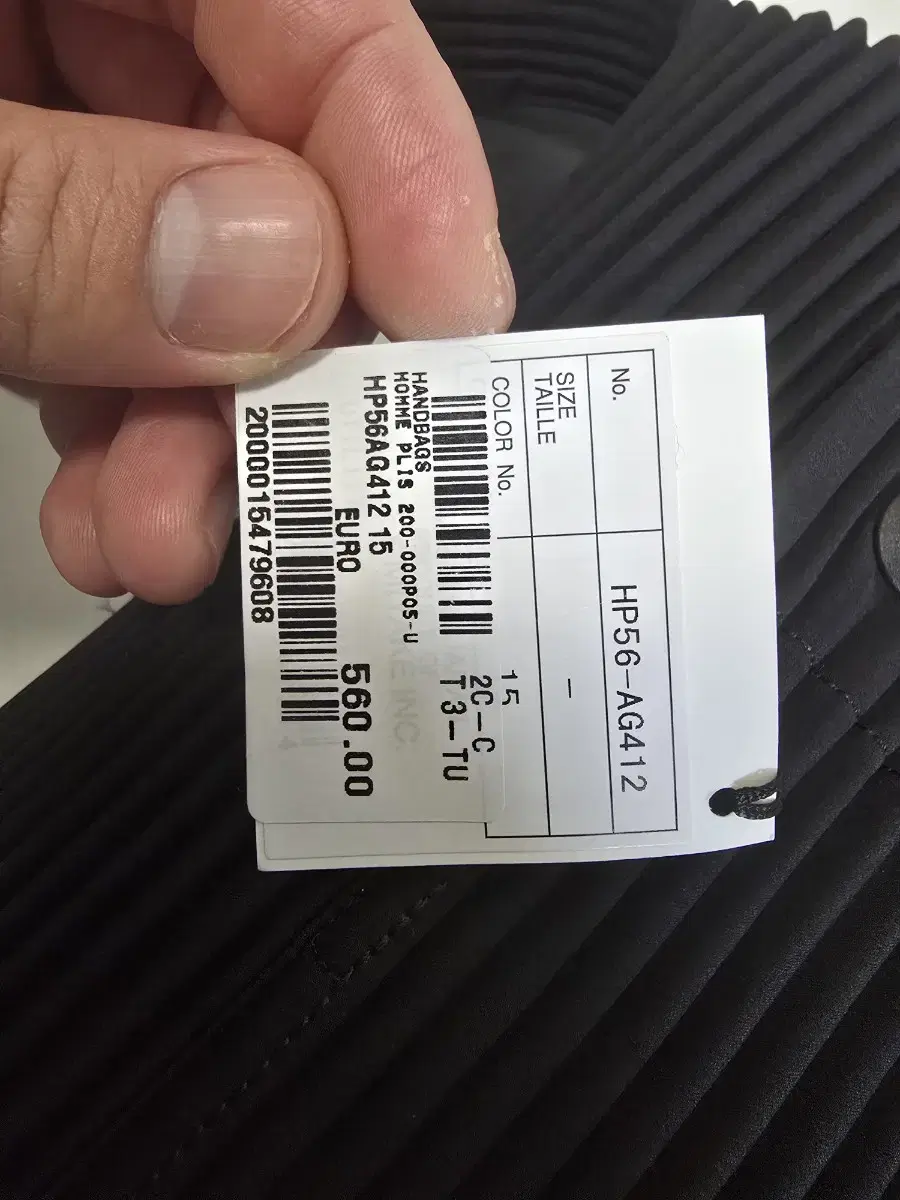 No.
HP56-AG412
SIZE
TAILLE
-
COLOR No.
15
2C-C
T3-TU
HANDBAGS
HOMME PLIS 200-000P05-U
HP56AG412 15
EURO 560.00
2000015479608